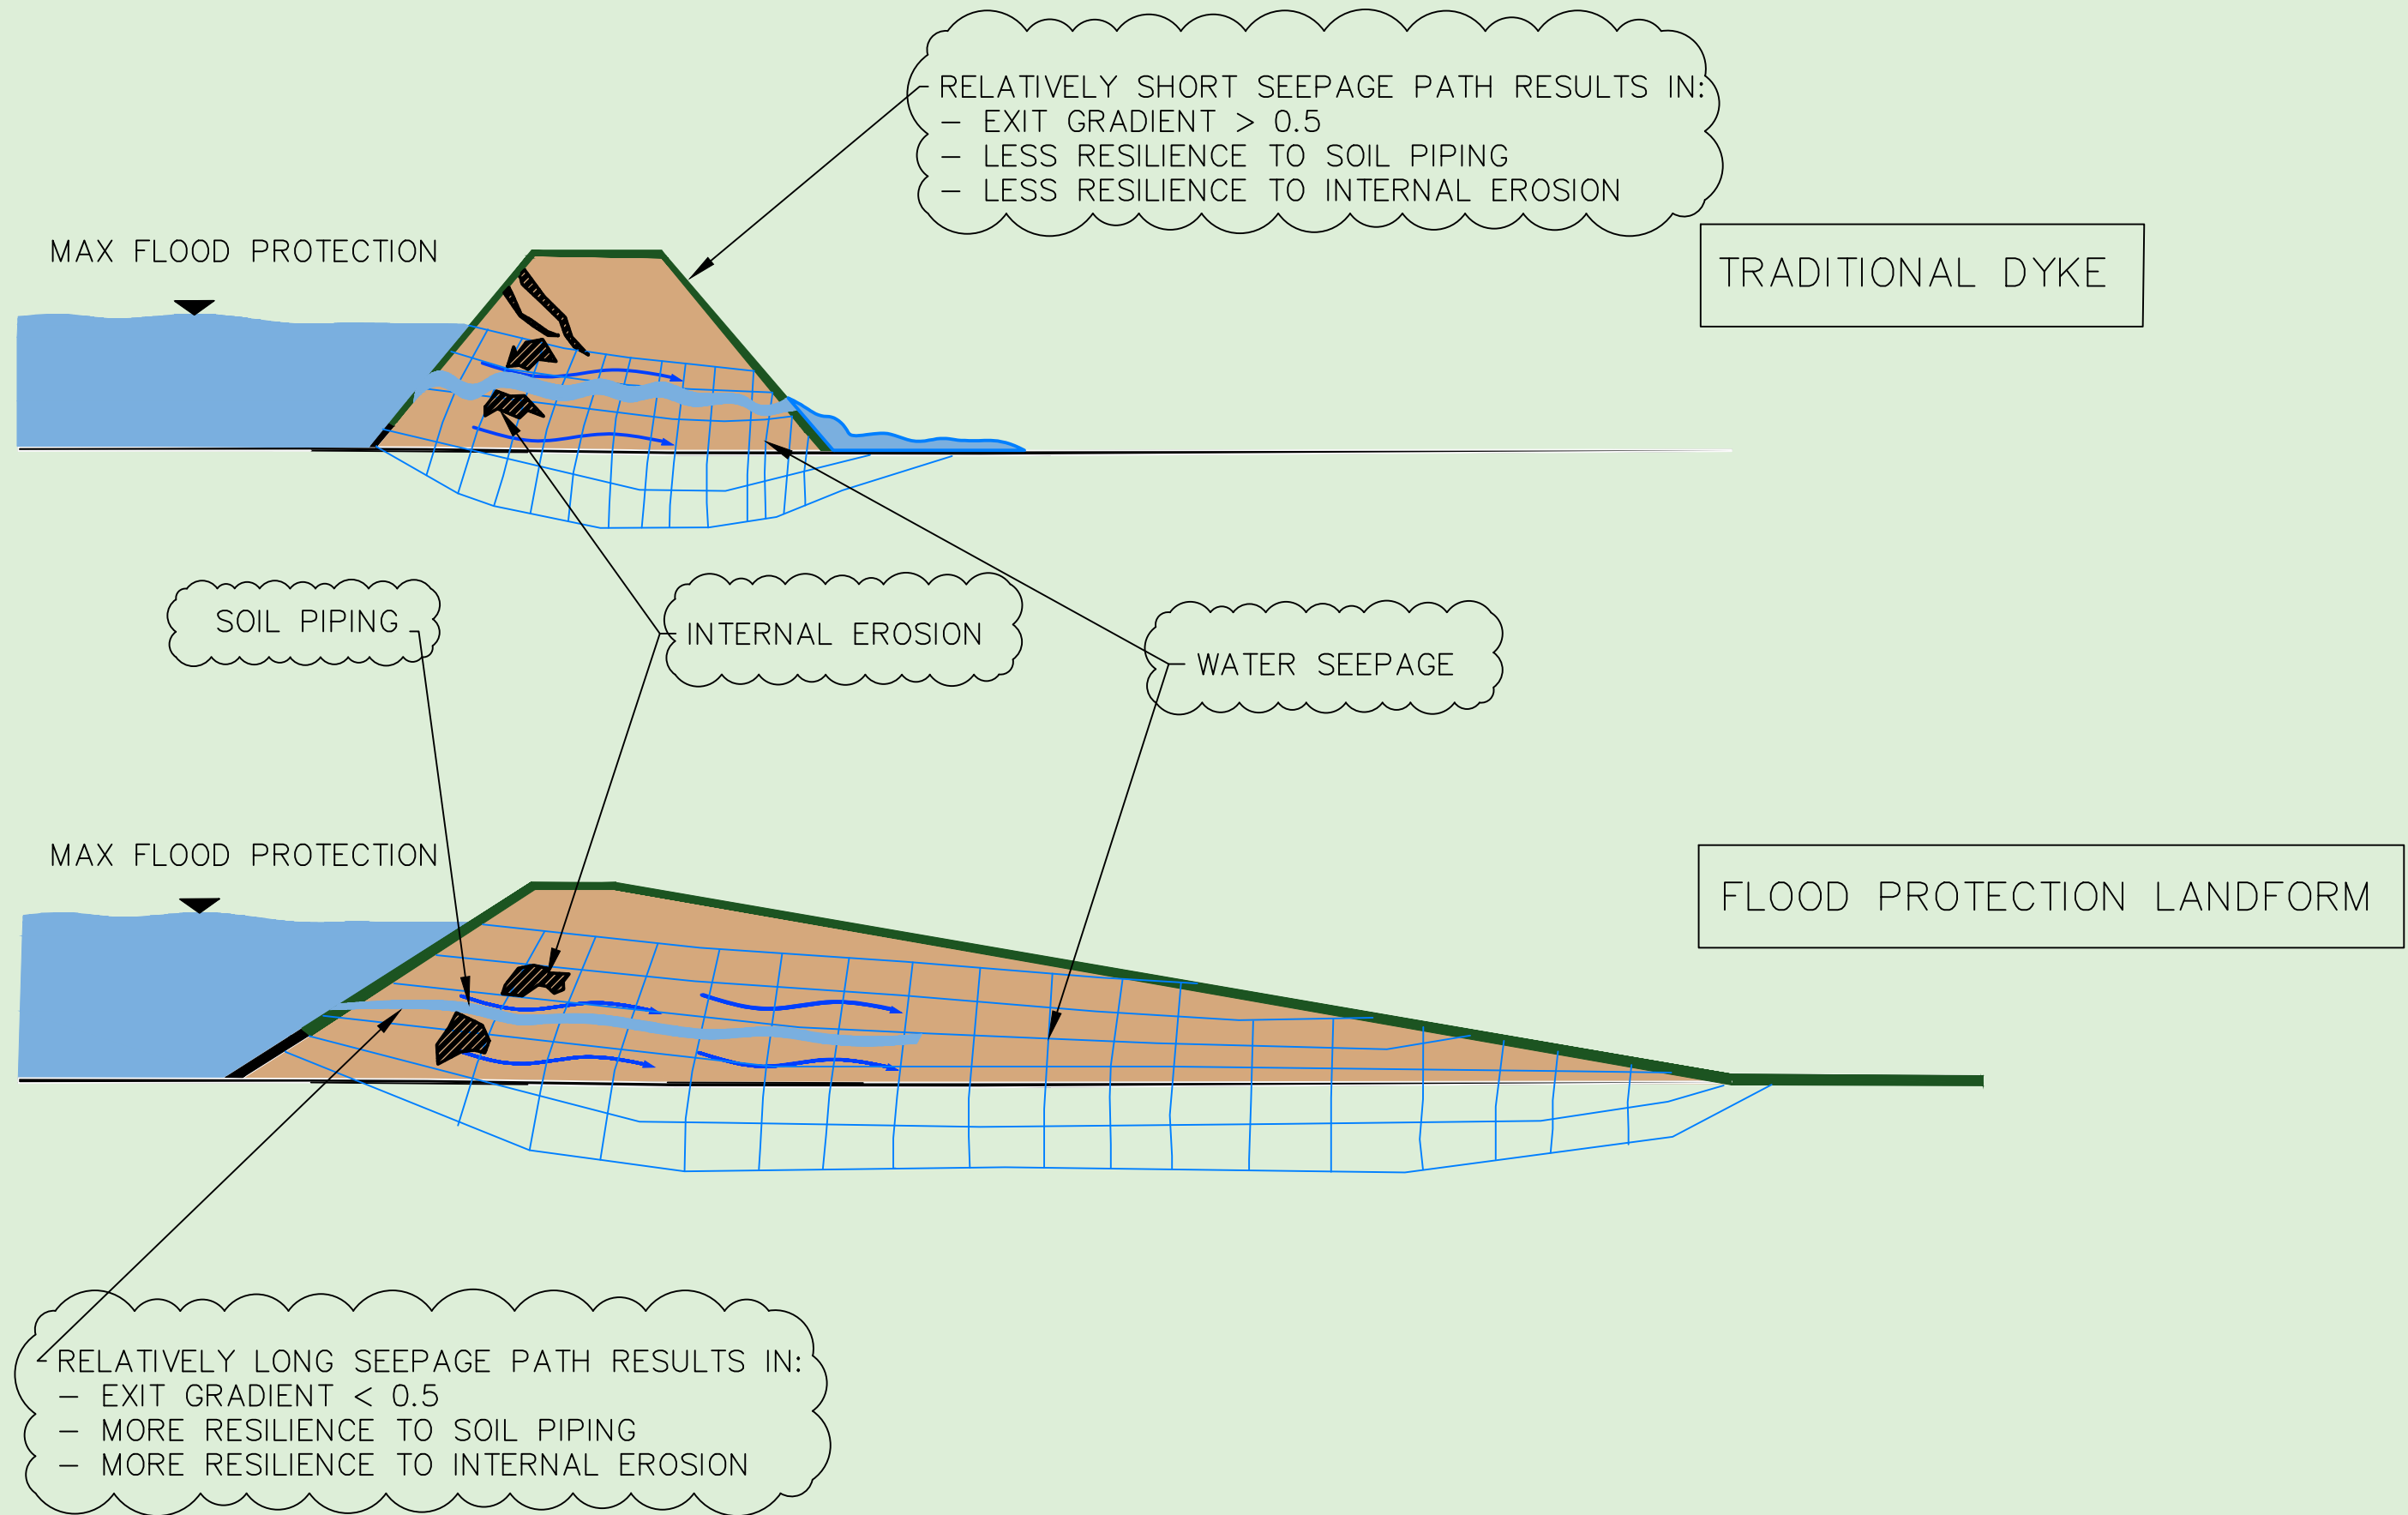 RELATIVELY SHORT SEEPAGE PATH RESULTS IN:
- EXIT GRADIENT > 0.5
- LESS RESILIENCE TO SOIL PIPING
- LESS RESILIENCE TO INTERNAL EROSION
MAX FLOOD PROTECTION
TRADITIONAL DYKE
SOIL PIPING
INTERNAL EROSION
WATER SEEPAGE
MAX FLOOD PROTECTION
FLOOD PROTECTION LANDFORM
RELATIVELY LONG SEEPAGE PATH RESULTS IN:
- EXIT GRADIENT < 0.5
- MORE RESILIENCE TO SOIL PIPING
- MORE RESILIENCE TO INTERNAL EROSION